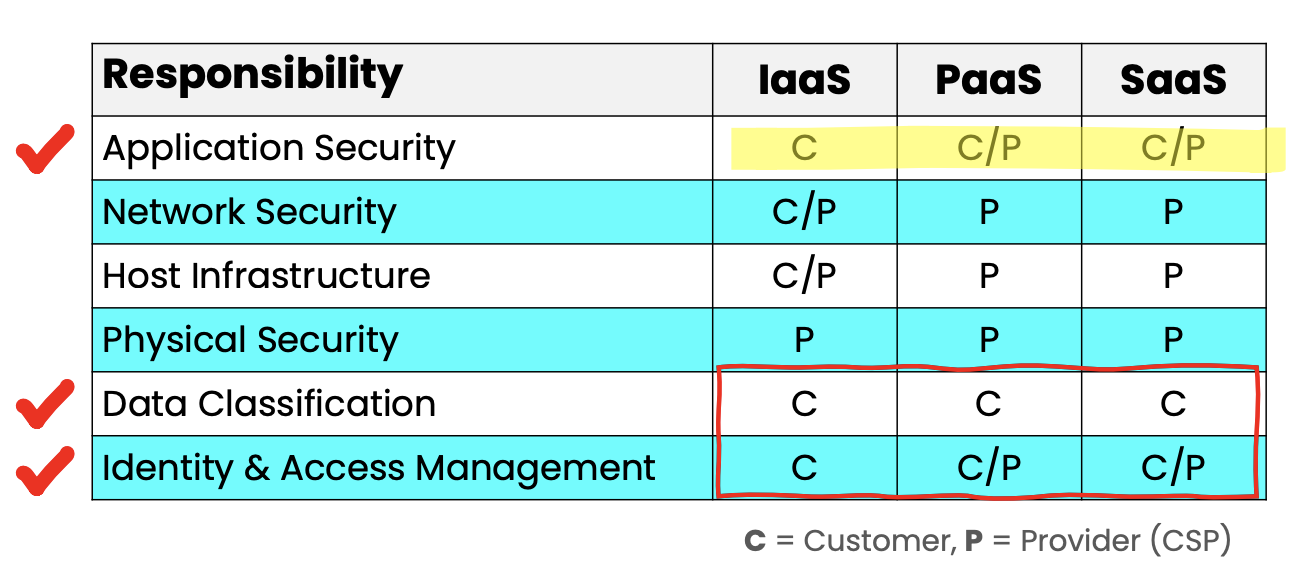 Responsibility IaaS PaaS SaaS
Application Security C C/P C/P
Network Security C/P P P
Host Infrastructure C/P P P
Physical Security P P P
Data Classification C C C
Identity & Access Management C C/P C/P
C = Customer, P = Provider (CSP)